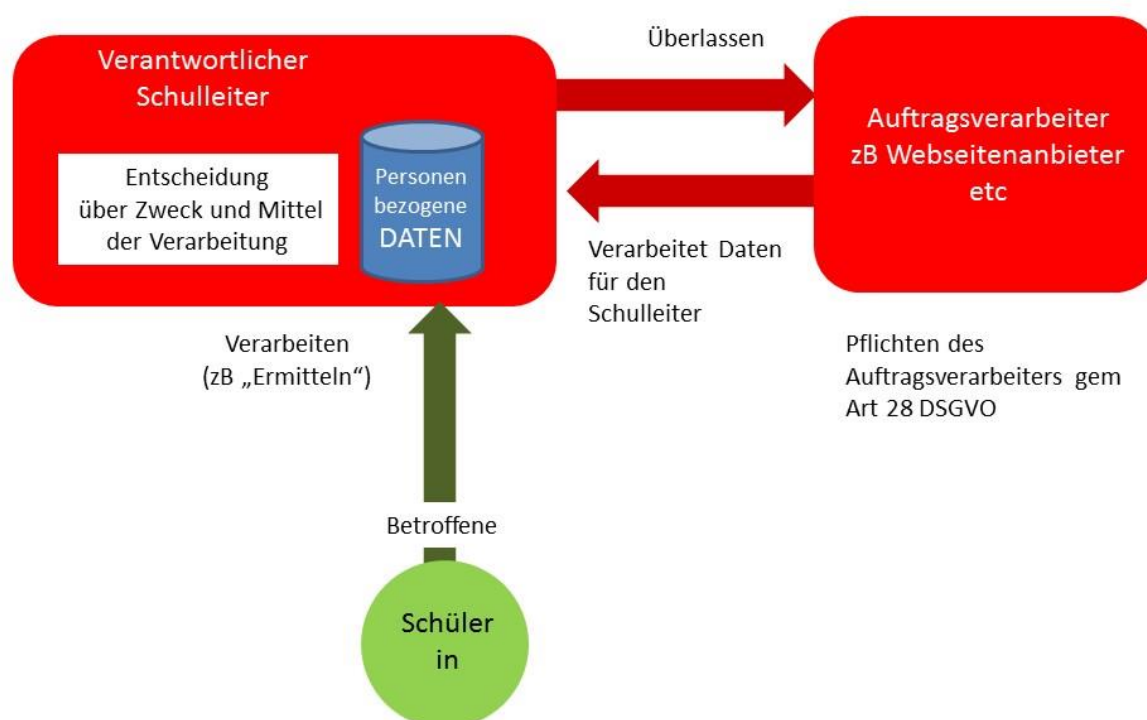 Verantwortlicher
Schulleiter
Entscheidung
über Zweck und Mittel
der Verarbeitung
Personen
bezogene
DATEN
Überlassen
Auftragsverarbeiter
zB Webseitenanbieter
etc
Verarbeitet Daten
für den
Schulleiter
Verarbeiten
(zB „Ermitteln“)
Pflichten des
Auftragsverarbeiters gem
Art 28 DSGVO
Betroffene
Schüler
in